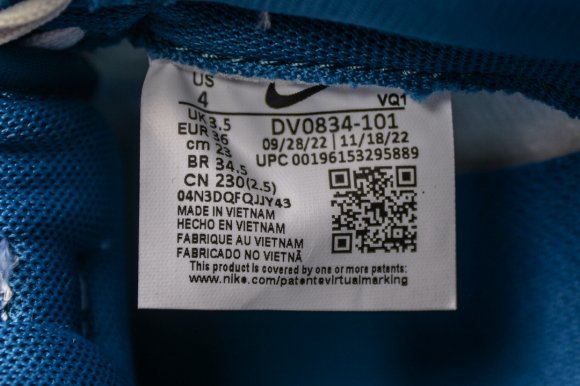 US
4
VQ1
UK 3.5
EUR 36
cm 23
BR 34.5
CN 230(2.5)
DV0834-101
09/28/22 | 11/18/22
UPC 00196153295889
04N3DQFQJJY43
MADE IN VIETNAM
HECHO EN VIETNAM
FABRIQUE AU VIETNAM
FABRICADO NO VIETNÃ
This product is covered by one or more patents:
www.nike.com/patentsvirtualmarking